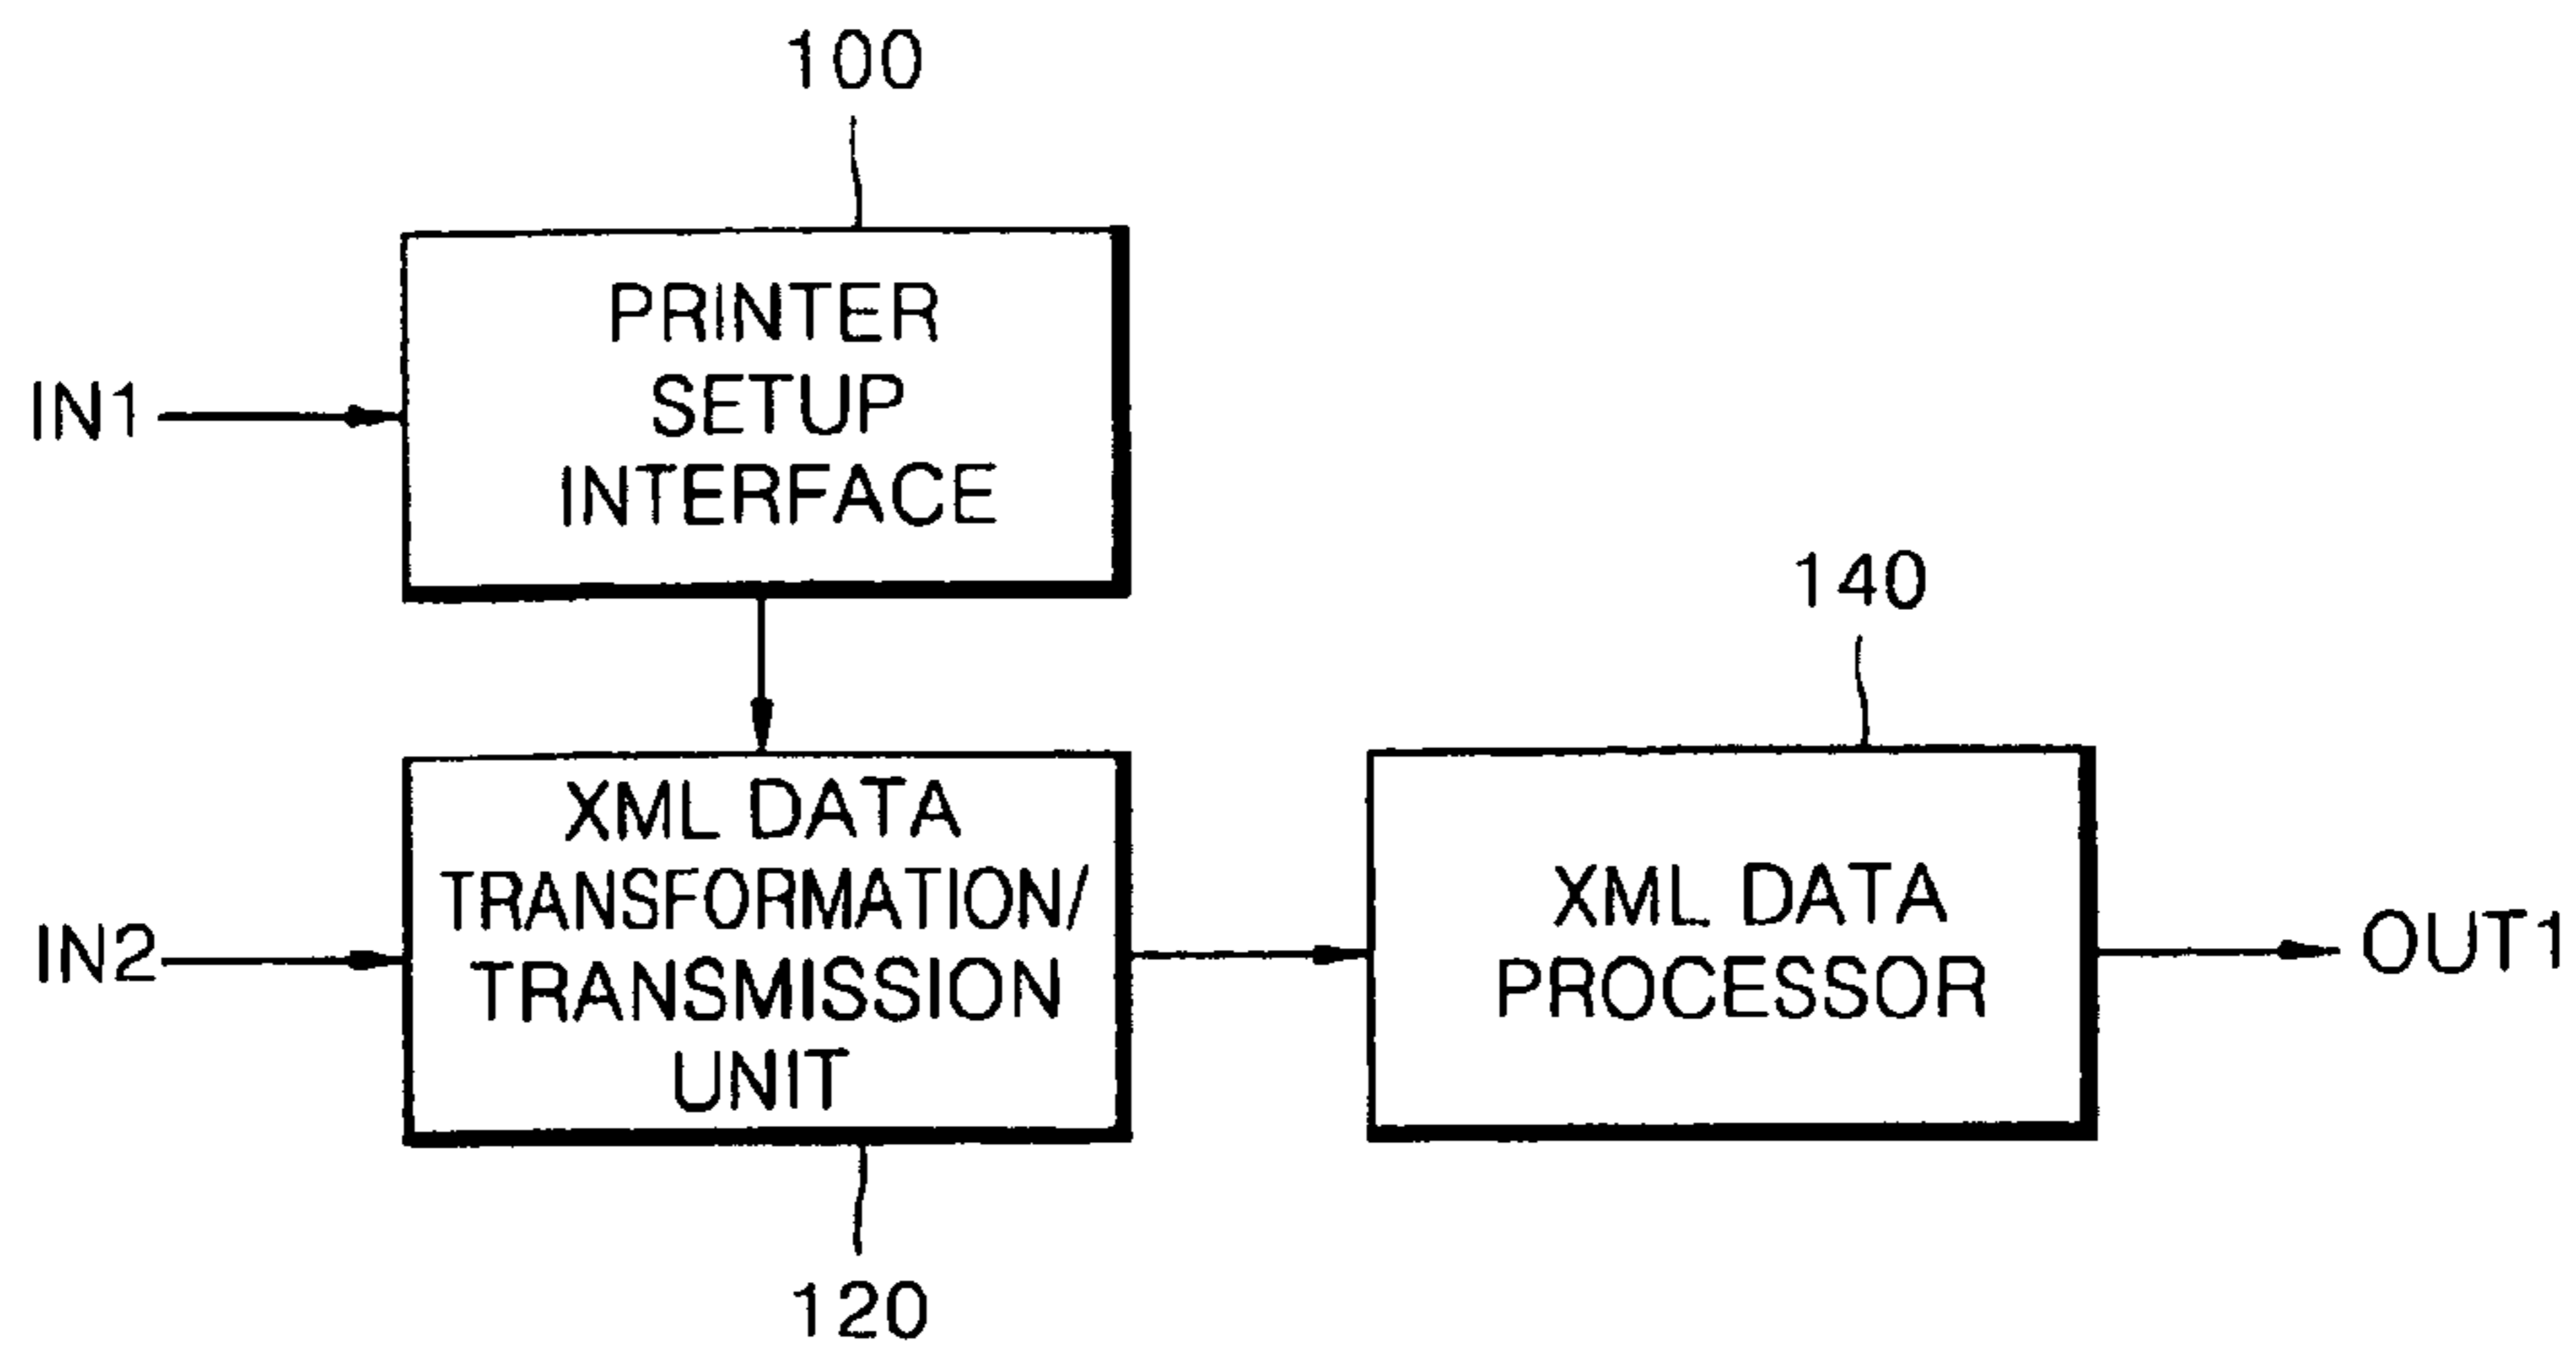 100
PRINTER
SETUP
INTERFACE
IN1
140
XML DATA
TRANSFORMATION/
TRANSMISSION
UNIT
IN2
XML DATA
PROCESSOR
OUT1
120